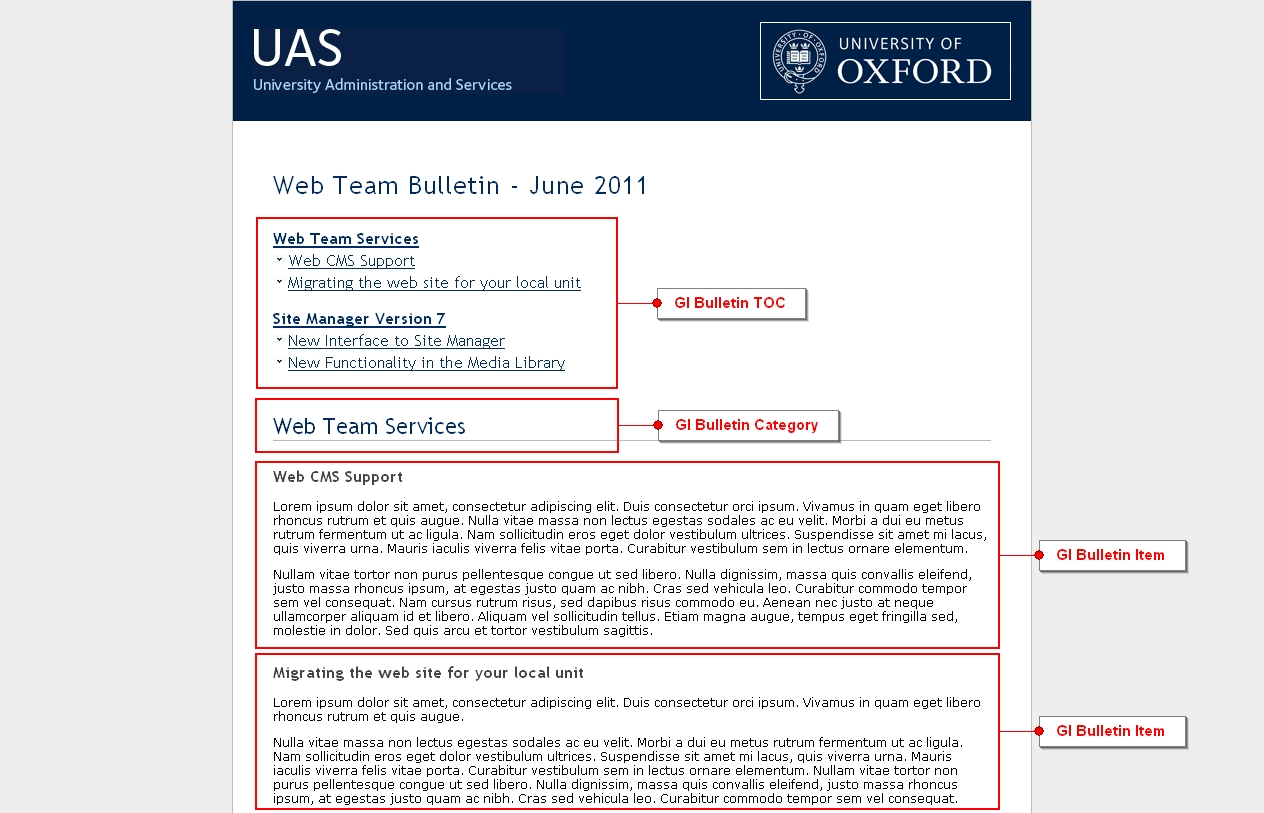 UAS
University Administration and Services
UNIVERSITY OF
OXFORD
UNIVERSITY·OF·OXFORD
Web Team Bulletin - June 2011
Web Team Services
Web CMS Support
Migrating the web site for your local unit
Site Manager Version 7
New Interface to Site Manager
New Functionality in the Media Library
GI Bulletin TOC
Web Team Services
GI Bulletin Category
Web CMS Support
Lorem ipsum dolor sit amet, consectetur adipiscing elit. Duis consectetur orci ipsum. Vivamus in quam eget libero
rhoncus rutrum et quis augue. Nulla vitae massa non lectus egestas sodales ac eu velit. Morbi a dui eu metus
rutrum fermentum ut ac ligula. Nam sollicitudin eros eget dolor vestibulum ultrices. Suspendisse sit amet mi lacus,
quis viverra urna. Mauris iaculis viverra felis vitae porta. Curabitur vestibulum sem in lectus ornare elementum.
Nullam vitae tortor non purus pellentesque congue ut sed libero. Nulla dignissim, massa quis convallis eleifend,
justo massa rhoncus ipsum, at egestas justo quam ac nibh. Cras sed vehicula leo. Curabitur commodo tempor
sem vel consequat. Nam cursus rutrum risus, sed dapibus risus commodo eu. Aenean nec justo at neque
ullamcorper aliquam id et libero. Aliquam vel sollicitudin tellus. Etiam magna augue, tempus eget fringilla sed,
molestie in dolor. Sed quis arcu et tortor vestibulum sagittis.
GI Bulletin Item
Migrating the web site for your local unit
Lorem ipsum dolor sit amet, consectetur adipiscing elit. Duis consectetur orci ipsum. Vivamus in quam eget libero
rhoncus rutrum et quis augue.
Nulla vitae massa non lectus egestas sodales ac eu velit. Morbi a dui eu metus rutrum fermentum ut ac ligula.
Nam sollicitudin eros eget dolor vestibulum ultrices. Suspendisse sit amet mi lacus, quis viverra urna. Mauris
iaculis viverra felis vitae porta. Curabitur vestibulum sem in lectus ornare elementum. Nullam vitae tortor non
purus pellentesque congue ut sed libero. Nulla dignissim, massa quis convallis eleifend, justo massa rhoncus
ipsum, at egestas justo quam ac nibh. Cras sed vehicula leo. Curabitur commodo tempor sem vel consequat.
GI Bulletin Item